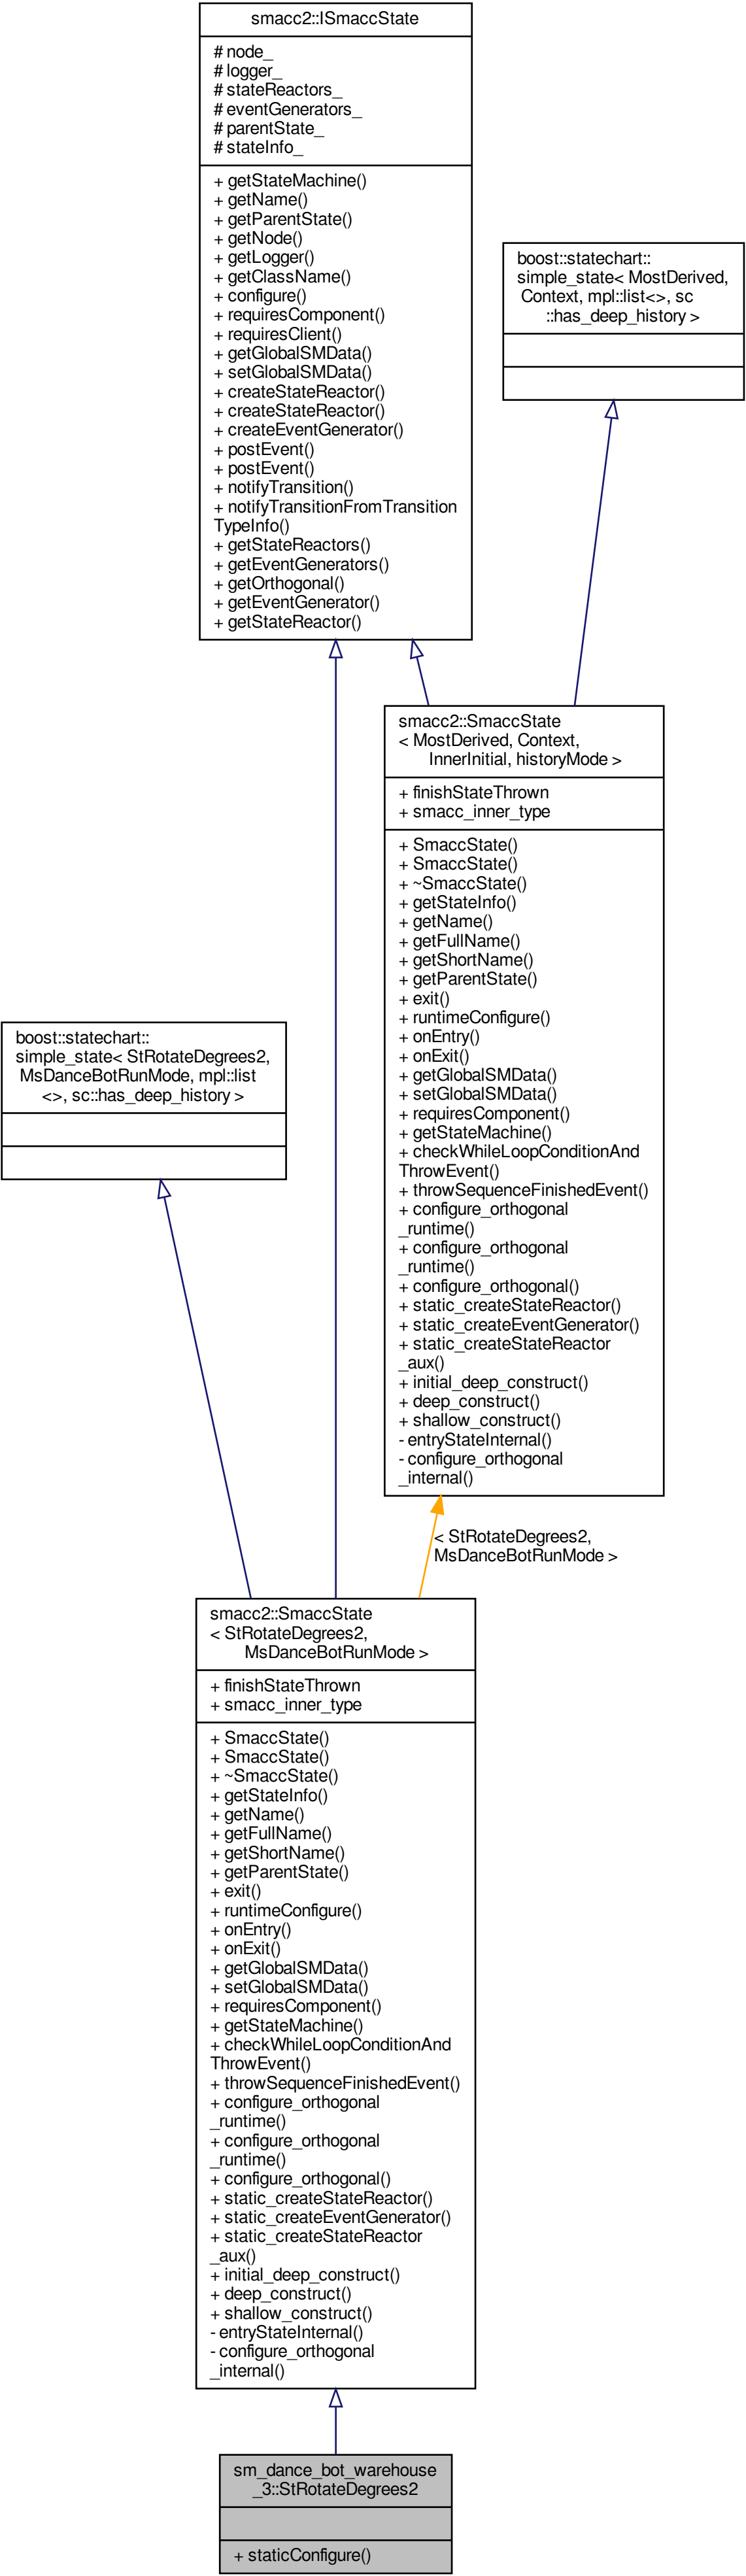 smacc2::ISmaccState
# node_
# logger_
# stateReactors_
# eventGenerators_
# parentState_
# stateInfo_
+ getStateMachine()
+ getName()
+ getParentState()
+ getNode()
+ getLogger()
+ getClassName()
+ configure()
+ requiresComponent()
+ requiresClient()
+ getGlobalSMData()
+ setGlobalSMData()
+ createStateReactor()
+ createStateReactor()
+ createEventGenerator()
+ postEvent()
+ postEvent()
+ notifyTransition()
+ notifyTransitionFromTransition
TypeInfo()
+ getStateReactors()
+ getEventGenerators()
+ getOrthogonal()
+ getEventGenerator()
+ getStateReactor()
boost::statechart::
simple_state< MostDerived,
Context, mpl::list<>, sc
::has_deep_history >
smacc2::SmaccState
< MostDerived, Context,
InnerInitial, historyMode >
+ finishStateThrown
+ smacc_inner_type
+ SmaccState()
+ SmaccState()
+ ~SmaccState()
+ getStateInfo()
+ getName()
+ getFullName()
+ getShortName()
+ getParentState()
+ exit()
+ runtimeConfigure()
+ onEntry()
+ onExit()
+ getGlobalSMData()
+ setGlobalSMData()
+ requiresComponent()
+ getStateMachine()
+ checkWhileLoopConditionAnd
ThrowEvent()
+ throwSequenceFinishedEvent()
+ configure_orthogonal
_runtime()
+ configure_orthogonal
_runtime()
+ configure_orthogonal()
+ static_createStateReactor()
+ static_createEventGenerator()
+ static_createStateReactor
_aux()
+ initial_deep_construct()
+ deep_construct()
+ shallow_construct()
- entryStateInternal()
- configure_orthogonal
_internal()
boost::statechart::
simple_state< StRotateDegrees2,
MsDanceBotRunMode, mpl::list
<>, sc::has_deep_history >
< StRotateDegrees2,
MsDanceBotRunMode >
smacc2::SmaccState
< StRotateDegrees2,
MsDanceBotRunMode >
+ finishStateThrown
+ smacc_inner_type
+ SmaccState()
+ SmaccState()
+ ~SmaccState()
+ getStateInfo()
+ getName()
+ getFullName()
+ getShortName()
+ getParentState()
+ exit()
+ runtimeConfigure()
+ onEntry()
+ onExit()
+ getGlobalSMData()
+ setGlobalSMData()
+ requiresComponent()
+ getStateMachine()
+ checkWhileLoopConditionAnd
ThrowEvent()
+ throwSequenceFinishedEvent()
+ configure_orthogonal
_runtime()
+ configure_orthogonal
_runtime()
+ configure_orthogonal()
+ static_createStateReactor()
+ static_createEventGenerator()
+ static_createStateReactor
_aux()
+ initial_deep_construct()
+ deep_construct()
+ shallow_construct()
- entryStateInternal()
- configure_orthogonal
_internal()
sm_dance_bot_warehouse
_3::StRotateDegrees2
+ staticConfigure()